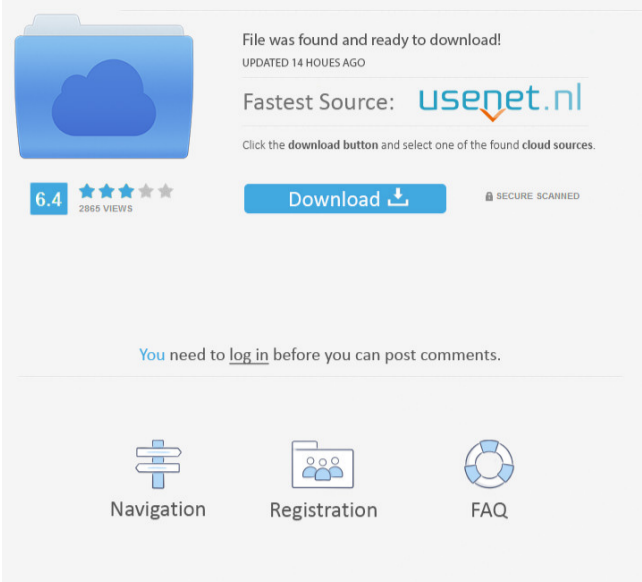 File was found and ready to download!
UPDATED 14 HOUES AGO
Fastest Source: usenet.nl
Click the download button and select one of the found cloud sources.
6.4
2865 VIEWS
Download
SECURE SCANNED
You need to log in before you can post comments.
Navigation
Registration
FAQ